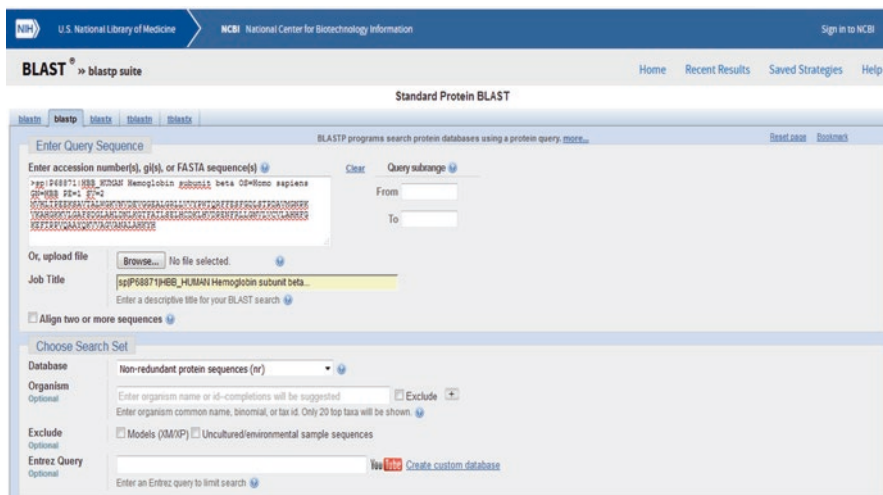 NIH U.S. National Library of Medicine NCBI National Center for Biotechnology Information Sign in to NCBI
BLAST ® » blastp suite Home Recent Results Saved Strategies Help
Standard Protein BLAST
blastn blastp blastx tblastn tblastx
Enter Query Sequence BLASTP programs search protein databases using a protein query. more... Reset page Bookmark
Enter accession number(s), gi(s), or FASTA sequence(s) Clear Query subrange
>sp|P68871|HBB_HUMAN Hemoglobin subunit beta OS=Homo sapiens
GN=HBB PE=1 SV=2
From
To
Or, upload file Browse... No file selected.
Job Title sp|P68871|HBB_HUMAN Hemoglobin subunit beta...
Enter a descriptive title for your BLAST search
Align two or more sequences
Choose Search Set
Database Non-redundant protein sequences (nr)
Organism
Optional Enter organism name or id--completions will be suggested Exclude +
Enter organism common name, binomial, or tax id. Only 20 top taxa will be shown.
Exclude Models (XM/XP) Uncultured/environmental sample sequences
Optional
Entrez Query YouTube Create custom database
Optional
Enter an Entrez query to limit search